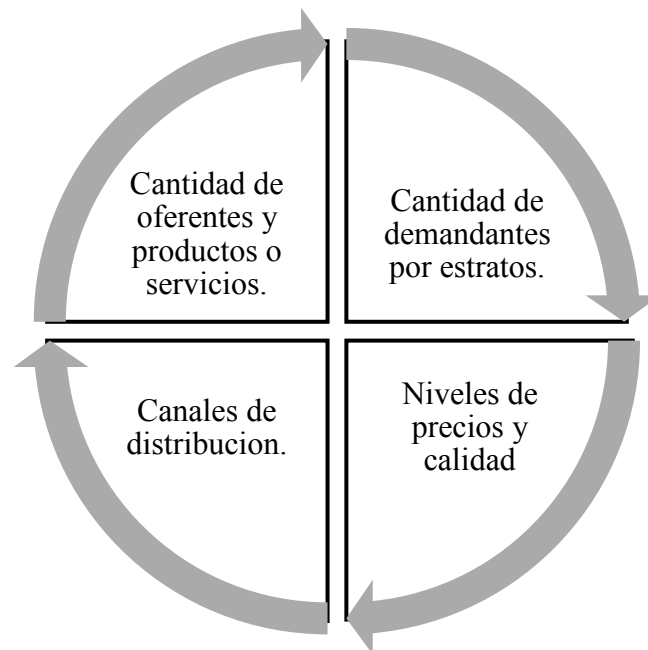 Cantidad de
oferentes y
productos o
servicios.
Cantidad de
demandantes
por estratos.
Canales de
distribucion.
Niveles de
precios y
calidad